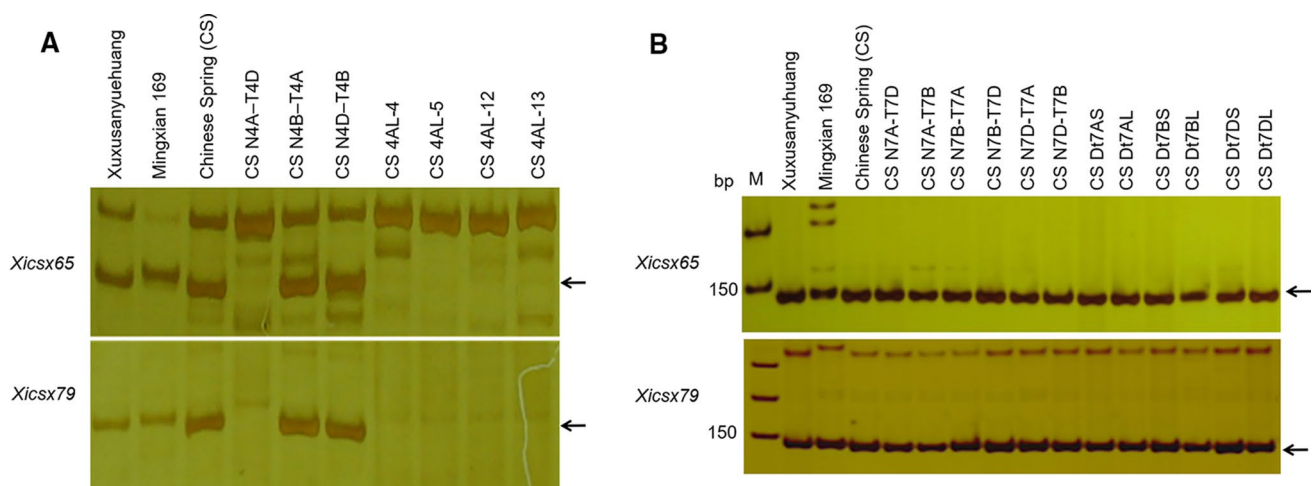 A
Xuxusanyuehuang
Mingxian 169
Chinese Spring (CS)
CS N4A–T4D
CS N4B–T4A
CS N4D–T4B
CS 4AL-4
CS 4AL-5
CS 4AL-12
CS 4AL-13
Xicsx65
Xicsx79
B
bp
M
Xuxusanyuhuang
Mingxian 169
Chinese Spring (CS)
CS N7A-T7D
CS N7A-T7B
CS N7B-T7A
CS N7B-T7D
CS N7D-T7A
CS N7D-T7B
CS Dt7AS
CS Dt7AL
CS Dt7BS
CS Dt7BL
CS Dt7DS
CS Dt7DL
Xicsx65
150
Xicsx79
150